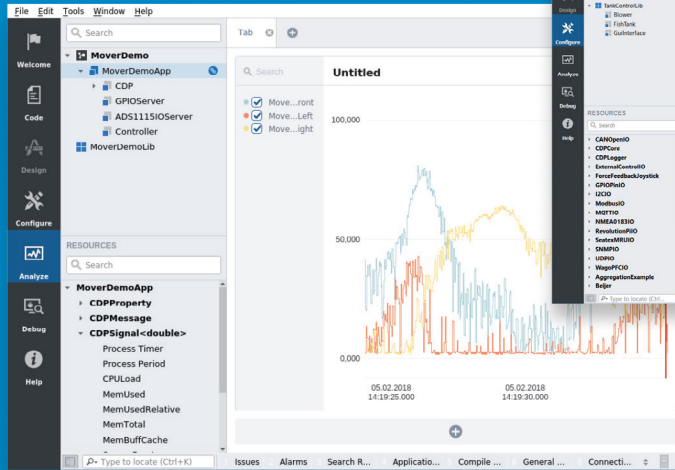 File Edit Tools Window Help
Welcome
Code
Design
Configure
Analyze
Debug
Help
Search
MoverDemo
MoverDemoApp
CDP
GPIOServer
ADS1115IOServer
Controller
MoverDemoLib
RESOURCES
Search
MoverDemoApp
CDPProperty
CDPMessage
CDPSignal<double>
Process Timer
Process Period
CPULoad
MemUsed
MemUsedRelative
MemTotal
MemBuffCache
Type to locate (Ctrl+K)
Tab
Search
Move...ront
Move...Left
Move...ight
Untitled
100,000
50,000
0,000
05.02.2018
14:19:25.000
05.02.2018
14:19:30.000
Issues Alarms Search R... Applicatio... Compile ... General ... Connecti...
Design
Configure
Analyze
Debug
Help
TankControlLib
Blower
FishTank
GuiInterface
RESOURCES
Search
CANOpenIO
CDPCore
CDPLogger
ExternalControlIO
ForceFeedbackJoystick
GPIOPinIO
I2CIO
ModbusIO
MQTTIO
NMEA0183IO
RevolutionPiIO
SeatexMRUIO
SNMPIO
UDPIO
WagoPFCIO
AggregationExample
Beijer
Type to locate (Ctrl...